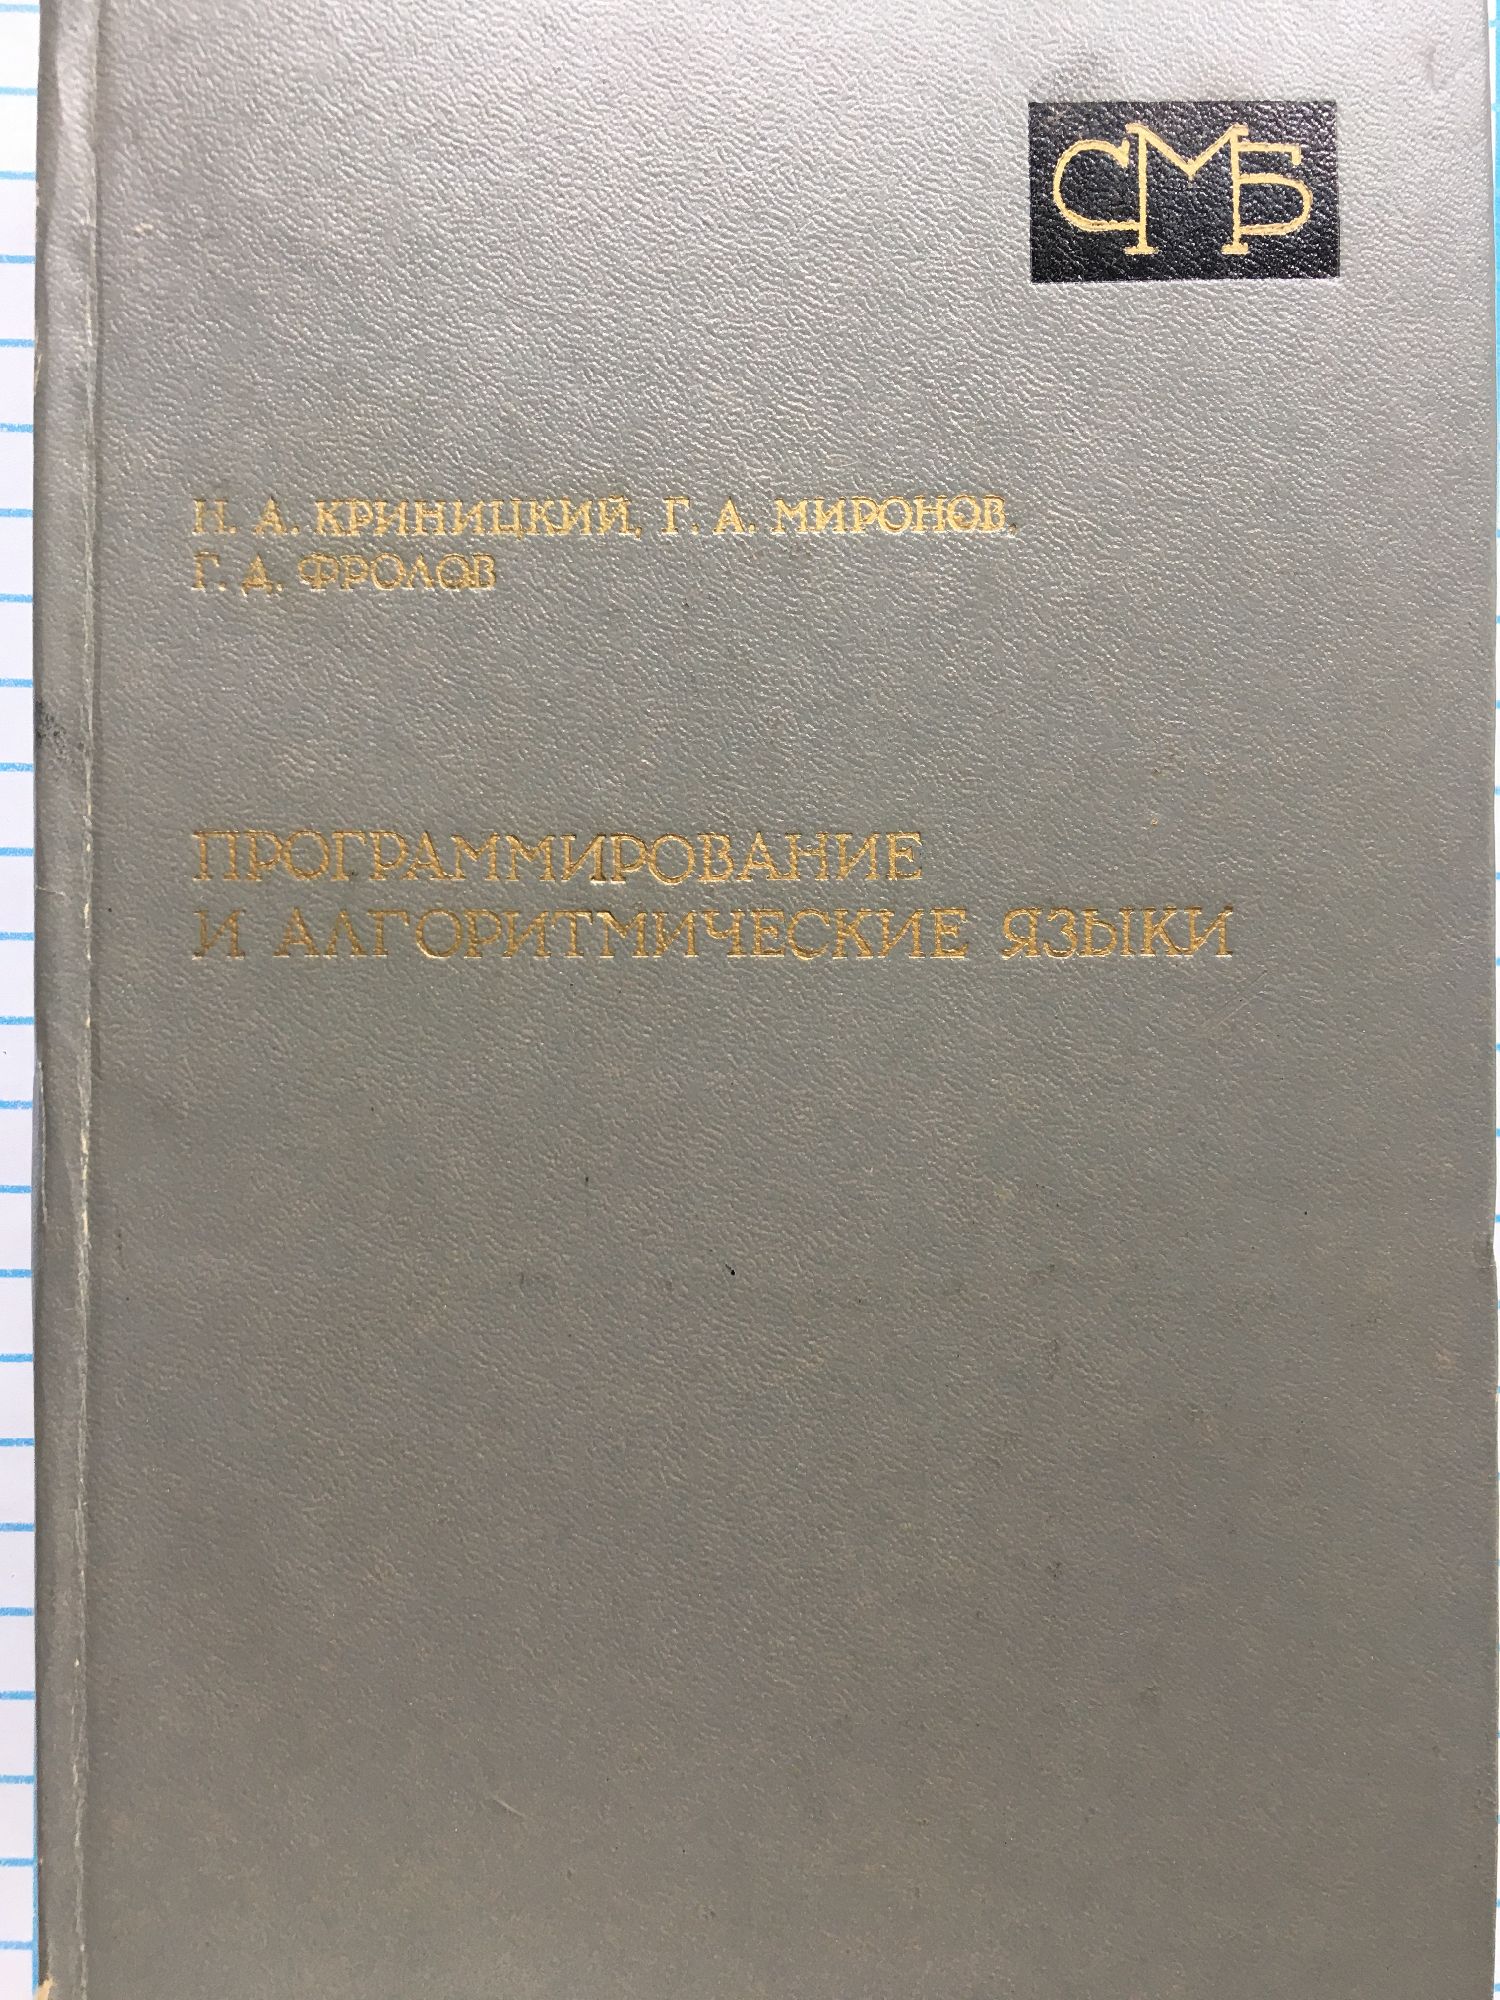 СМБ
Н. А. КРИНИЦКИЙ, Г. А. МИРОНОВ,
Г. Д. ФРОЛОВ
ПРОГРАММИРОВАНИЕ
И АЛГОРИТМИЧЕСКИЕ ЯЗЫКИ